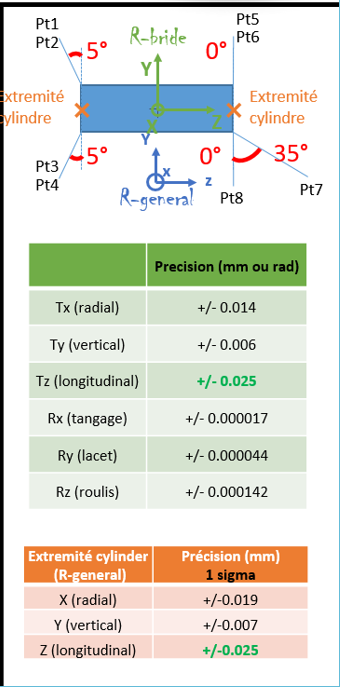 Pt1
Pt2
5°
R-bride
Y
0°
Pt5
Pt6
Extremité
cylindre
X
Z
Extremité
cylindre
Pt3
Pt4
5°
Y
x
z
R-general
0°
35°
Pt8
Pt7
Precision (mm ou rad)
Tx (radial) +/- 0.014
Ty (vertical) +/- 0.006
Tz (longitudinal) +/- 0.025
Rx (tangage) +/- 0.000017
Ry (lacet) +/- 0.000044
Rz (roulis) +/- 0.000142
Extremité cylinder Précision (mm)
(R-general) 1 sigma
X (radial) +/-0.019
Y (vertical) +/-0.007
Z (longitudinal) +/-0.025